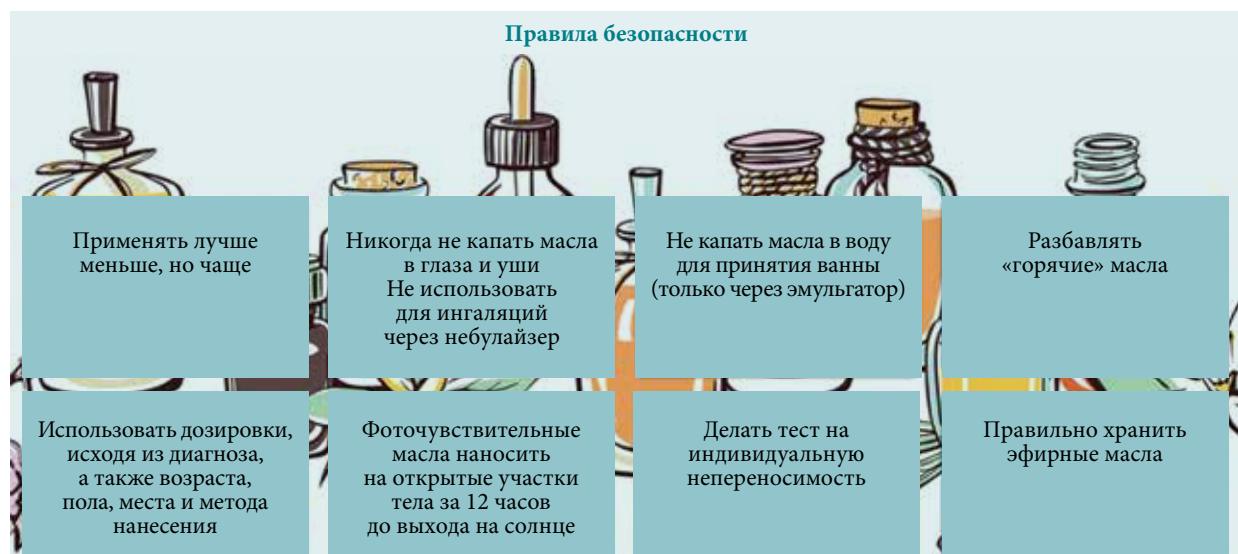 Правила безопасности
Применять лучше
меньше, но чаще
Никогда не капать масла
в глаза и уши
Не использовать
для ингаляций
через небулайзер
Не капать масла в воду
для принятия ванны
(только через эмульгатор)
Разбавлять
«горячие» масла
Использовать дозировки,
исходя из диагноза,
а также возраста,
пола, места и метода
нанесения
Фоточувствительные
масла наносить
на открытые участки
тела за 12 часов
до выхода на солнце
Делать тест на
индивидуальную
непереносимость
Правильно хранить
эфирные масла